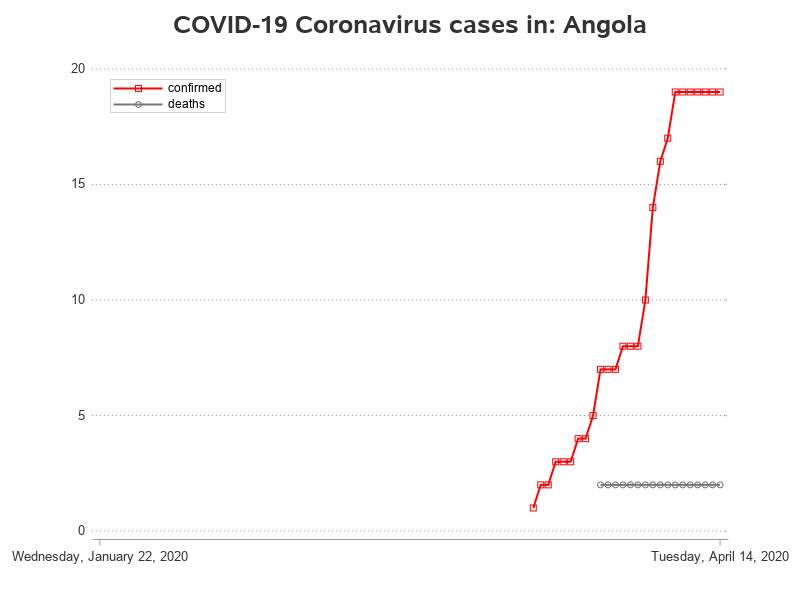 COVID-19 Coronavirus cases in: Angola
20
confirmed
deaths
15
10
5
0
Wednesday, January 22, 2020
Tuesday, April 14, 2020